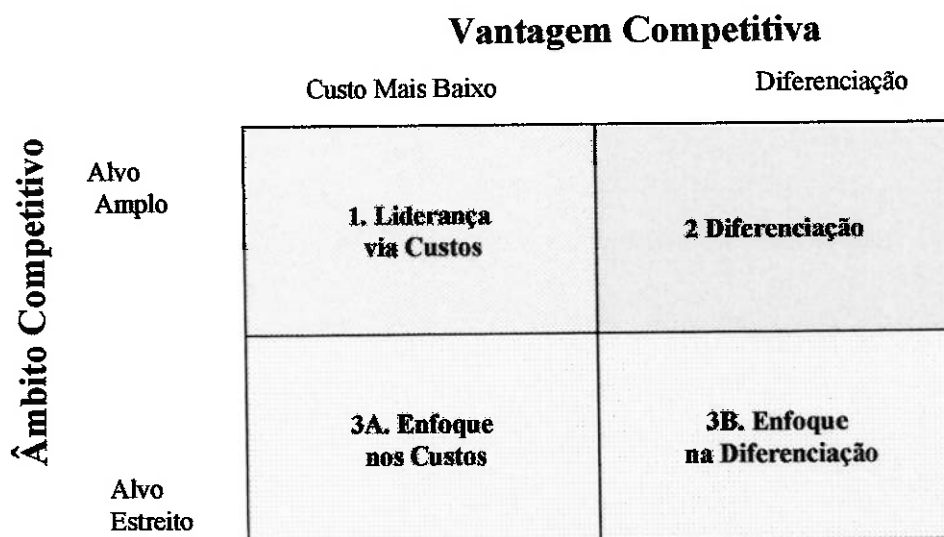 Vantagem Competitiva
Custo Mais Baixo
Diferenciação
Âmbito Competitivo
Alvo
Amplo
1. Liderança
via Custos
2 Diferenciação
3A. Enfoque
nos Custos
3B. Enfoque
na Diferenciação
Alvo
Estreito